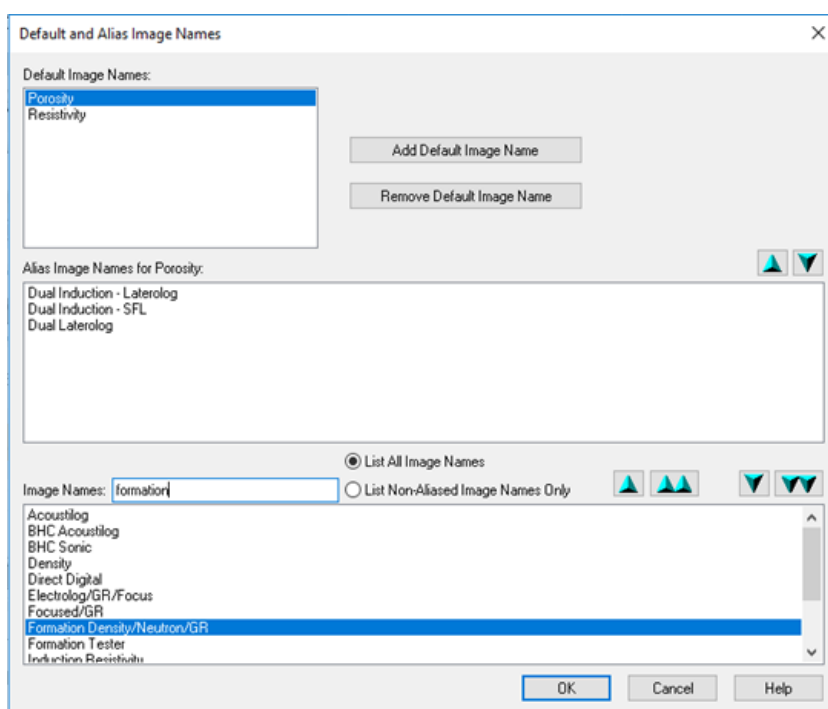 Default and Alias Image Names
Default Image Names:
Porosity
Resistivity
Add Default Image Name
Remove Default Image Name
Alias Image Names for Porosity:
Dual Induction - Laterolog
Dual Induction - SFL
Dual Laterolog
List All Image Names
Image Names: formation
List Non-Aliased Image Names Only
Acoustilog
BHC Acoustilog
BHC Sonic
Density
Direct Digital
Electrolog/GR/Focus
Focused/GR
Formation Density/Neutron/GR
Formation Tester
Induction Resistivity
OK Cancel Help